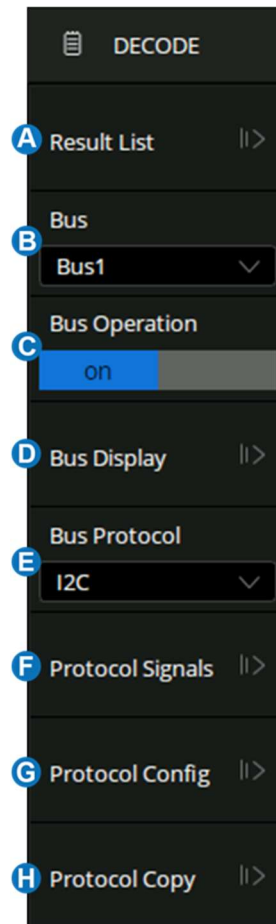 DECODE
A Result List
Bus
B
Bus1
Bus Operation
C
on
D Bus Display
Bus Protocol
E
I2C
F Protocol Signals
G Protocol Config
H Protocol Copy